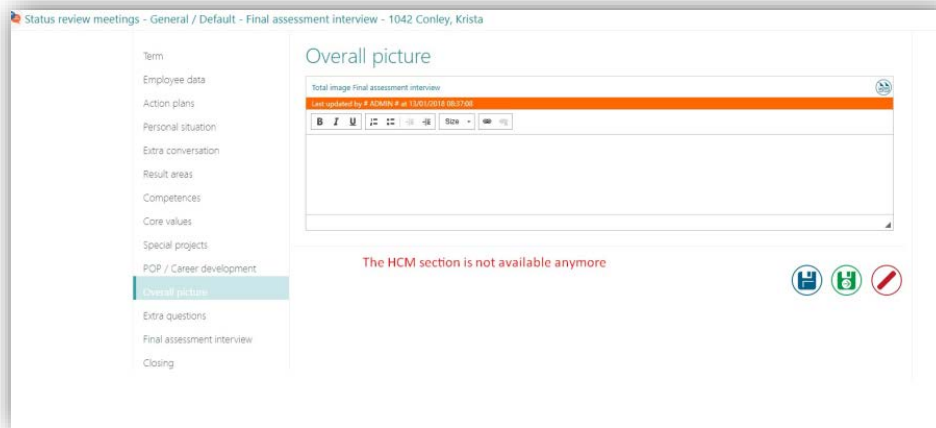 Status review meetings - General / Default - Final assessment interview - 1042 Conley, Krista
Term
Employee data
Action plans
Personal situation
Extra conversation
Result areas
Competences
Core values
Special projects
POP / Career development
Overall picture
Extra questions
Final assessment interview
Closing
Overall picture
Total image Final assessment interview
Last updated by # ADMIN # at 13/01/2018 08:37:08
B I U Size
The HCM section is not available anymore